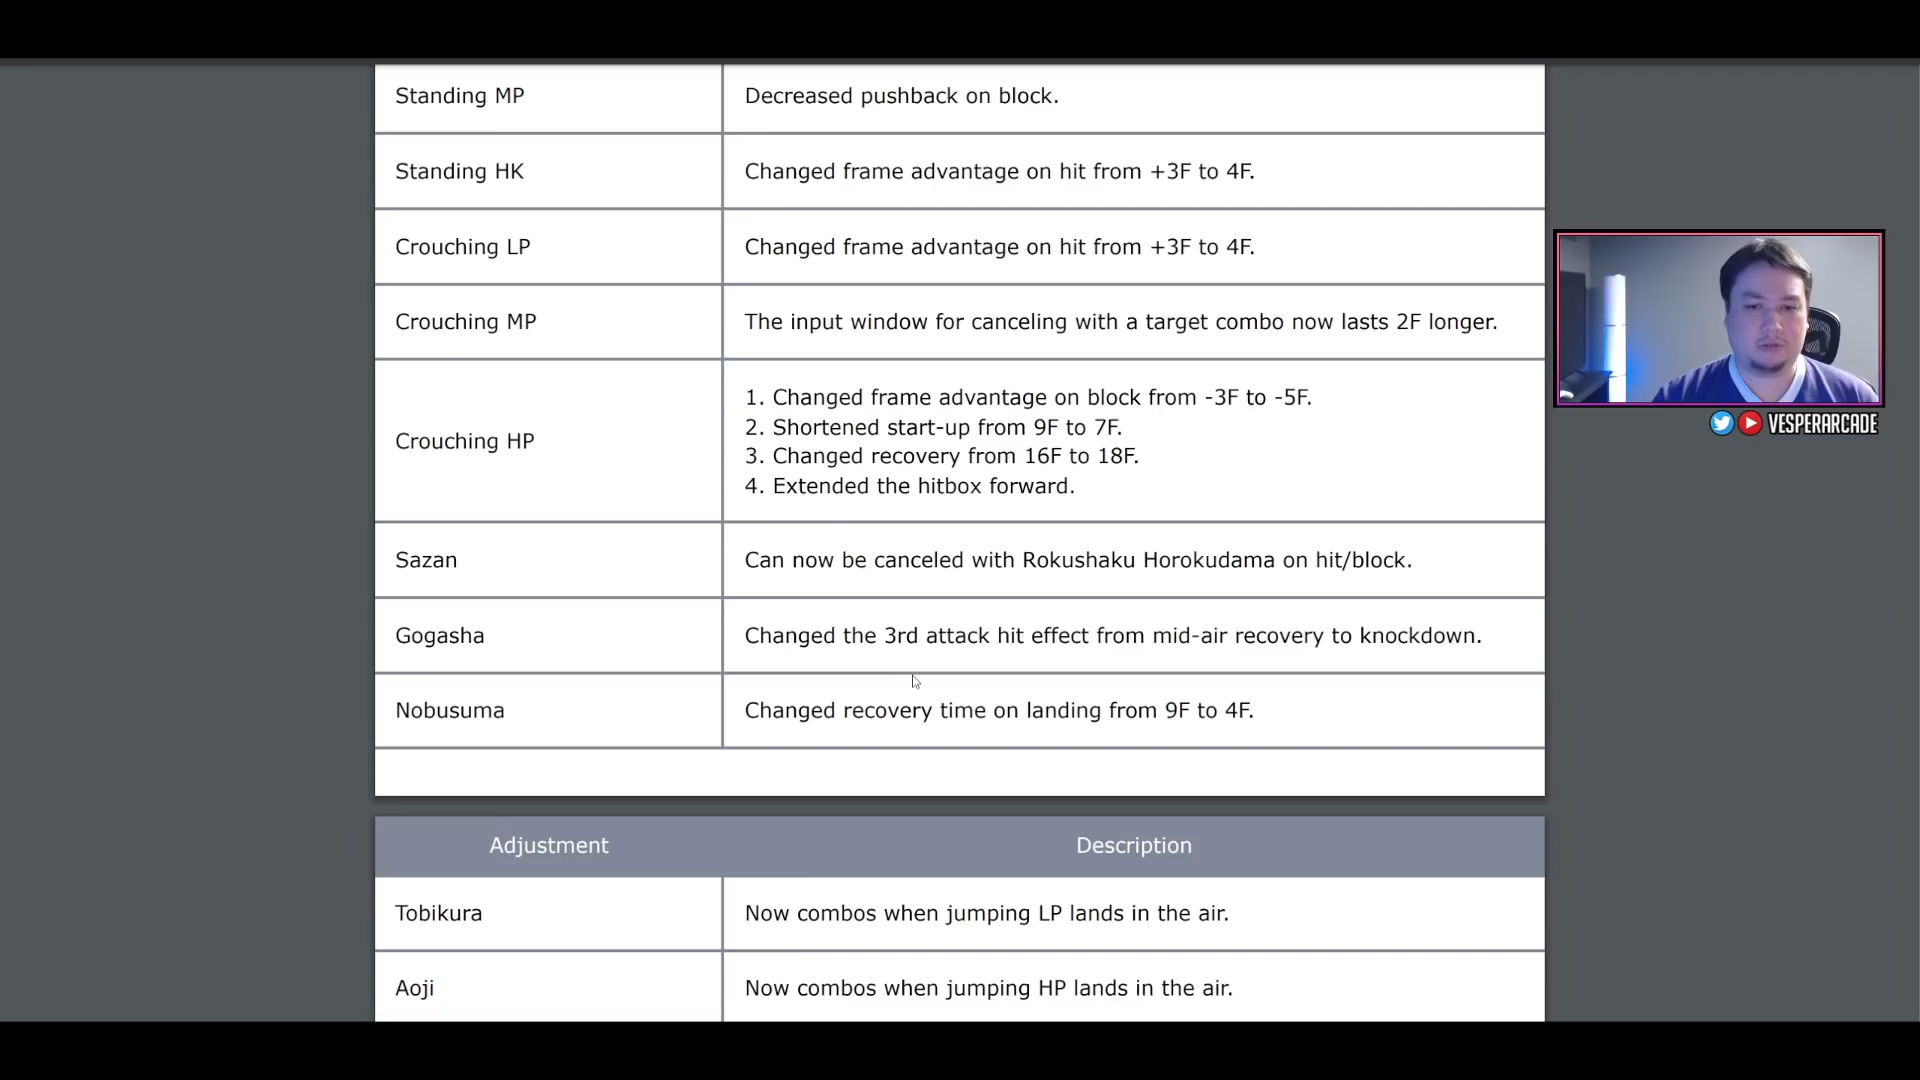 Standing MP
Decreased pushback on block.
Standing HK
Changed frame advantage on hit from +3F to 4F.
Crouching LP
Changed frame advantage on hit from +3F to 4F.
Crouching MP
The input window for canceling with a target combo now lasts 2F longer.
Crouching HP
1. Changed frame advantage on block from -3F to -5F.
2. Shortened start-up from 9F to 7F.
3. Changed recovery from 16F to 18F.
4. Extended the hitbox forward.
Sazan
Can now be canceled with Rokushaku Horokudama on hit/block.
Gogasha
Changed the 3rd attack hit effect from mid-air recovery to knockdown.
Nobusuma
Changed recovery time on landing from 9F to 4F.
Adjustment
Description
Tobikura
Now combos when jumping LP lands in the air.
Aoji
Now combos when jumping HP lands in the air.
VESPERARCADE